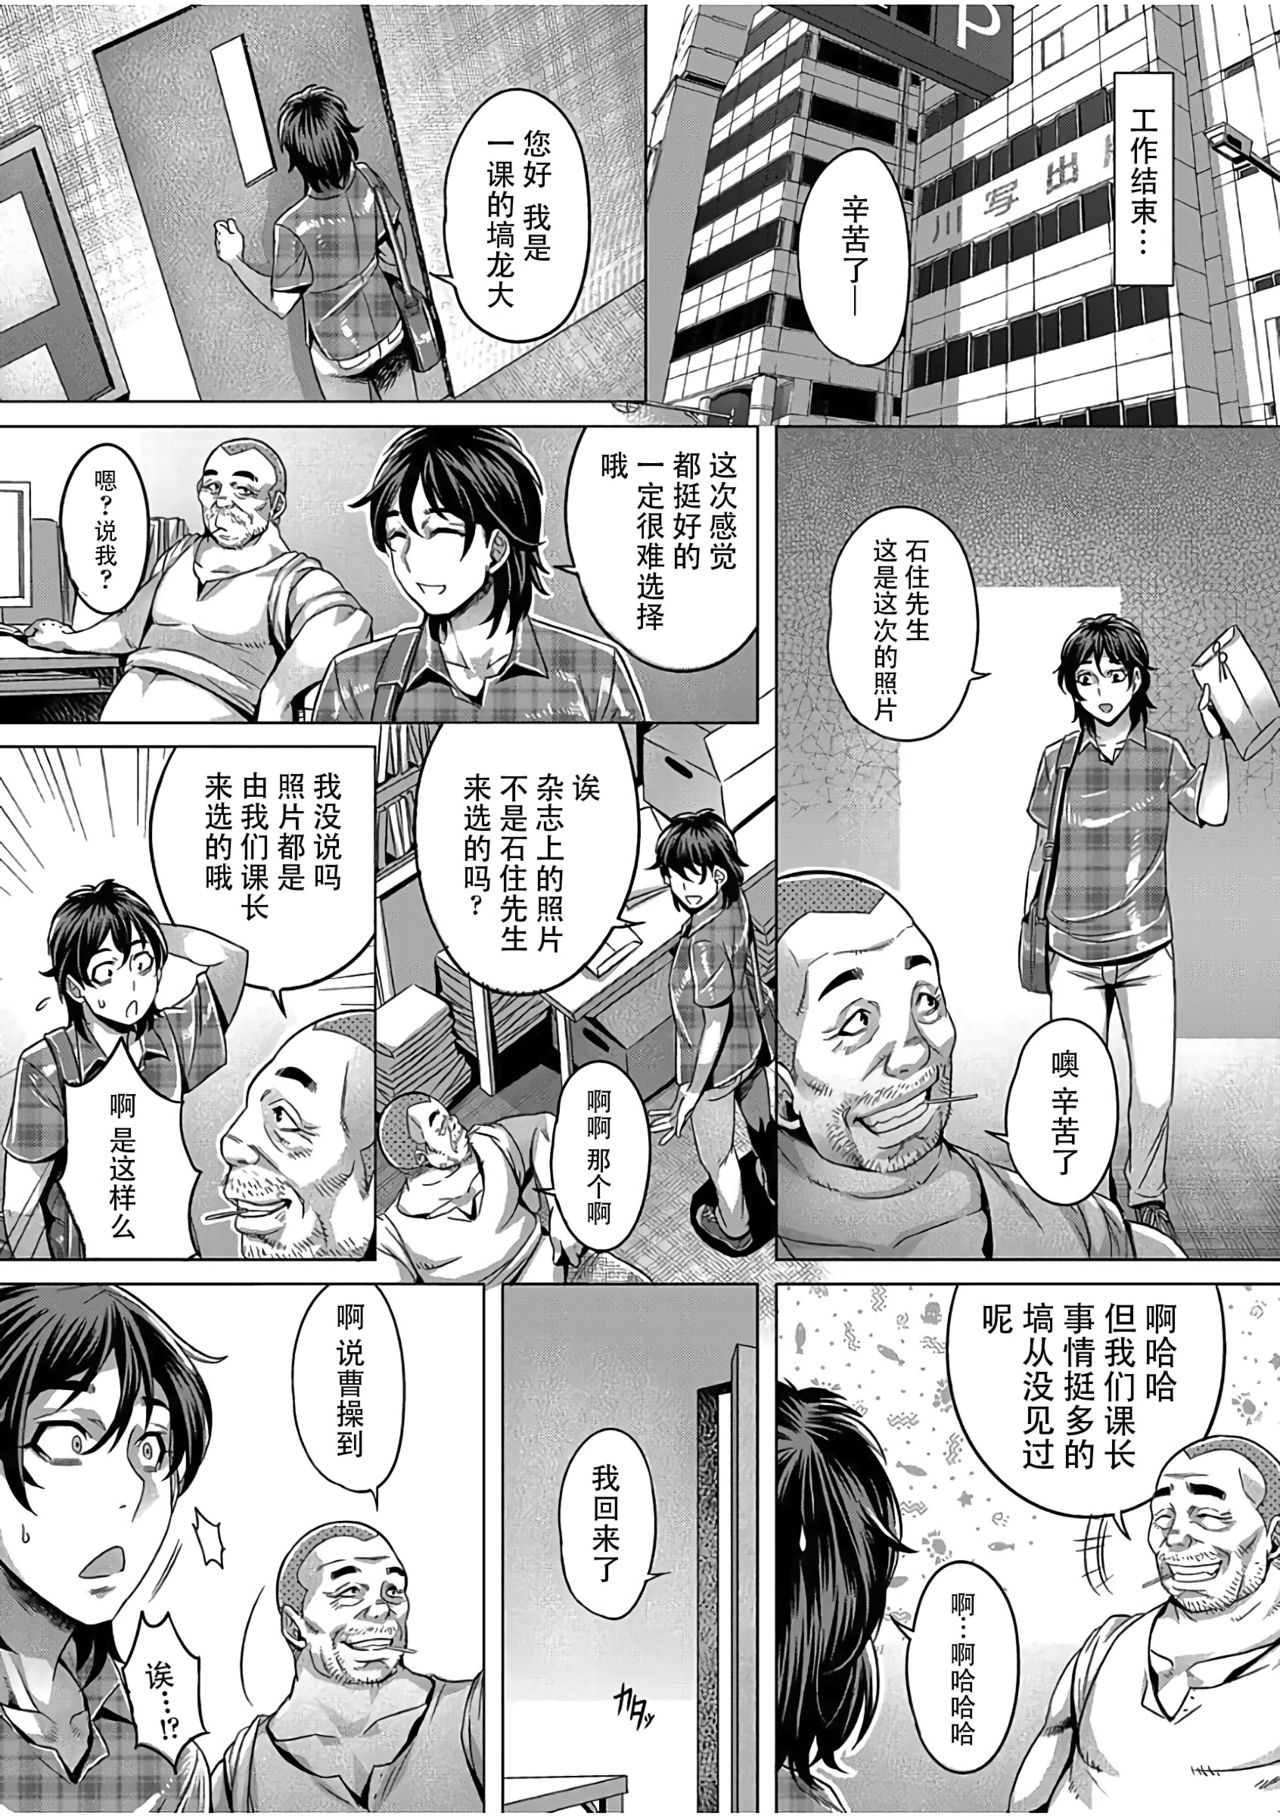 工作结束…
P
川写出
辛苦了—
您好 我是
一课的塙龙大
石住先生
这是这次的照片
噢 辛苦了
这次感觉
都挺好的
一定很难选择
哦
嗯？说我？
诶
杂志上的照片
不是石住先生
来选的吗？
啊啊 那个啊
我没说吗
照片都是
由我们课长
来选的哦
啊 是这样么
啊哈哈
但我们课长
事情挺多的
塙从没见过
呢
啊…啊哈哈哈
我回来了
カタッ
啊 说曹操到
诶…!?